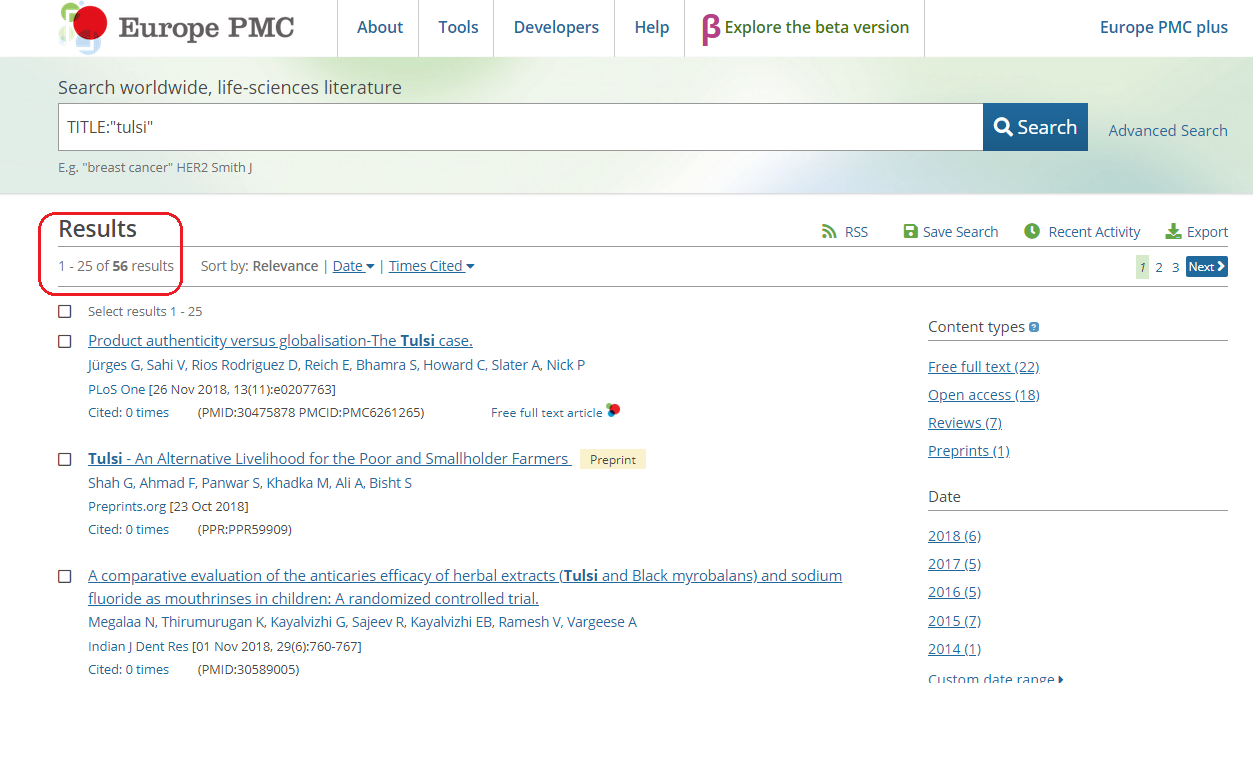 Europe PMC
About
Tools
Developers
Help
β Explore the beta version
Europe PMC plus
Search worldwide, life-sciences literature
TITLE:"tulsi"
Search
Advanced Search
E.g. "breast cancer" HER2 Smith J
Results
RSS
Save Search
Recent Activity
Export
1 - 25 of 56 results
Sort by: Relevance | Date | Times Cited
1 2 3 Next
Select results 1 - 25
Product authenticity versus globalisation-The Tulsi case.
Jürges G, Sahi V, Rios Rodriguez D, Reich E, Bhamra S, Howard C, Slater A, Nick P
PLoS One [26 Nov 2018, 13(11):e0207763]
Cited: 0 times (PMID:30475878 PMCID:PMC6261265) Free full text article
Tulsi - An Alternative Livelihood for the Poor and Smallholder Farmers Preprint
Shah G, Ahmad F, Panwar S, Khadka M, Ali A, Bisht S
Preprints.org [23 Oct 2018]
Cited: 0 times (PPR:PPR59909)
A comparative evaluation of the anticaries efficacy of herbal extracts (Tulsi and Black myrobalans) and sodium
fluoride as mouthrinses in children: A randomized controlled trial.
Megalaa N, Thirumurugan K, Kayalvizhi G, Sajeev R, Kayalvizhi EB, Ramesh V, Vargeese A
Indian J Dent Res [01 Nov 2018, 29(6):760-767]
Cited: 0 times (PMID:30589005)
Content types ?
Free full text (22)
Open access (18)
Reviews (7)
Preprints (1)
Date
2018 (6)
2017 (5)
2016 (5)
2015 (7)
2014 (1)
Custom date range